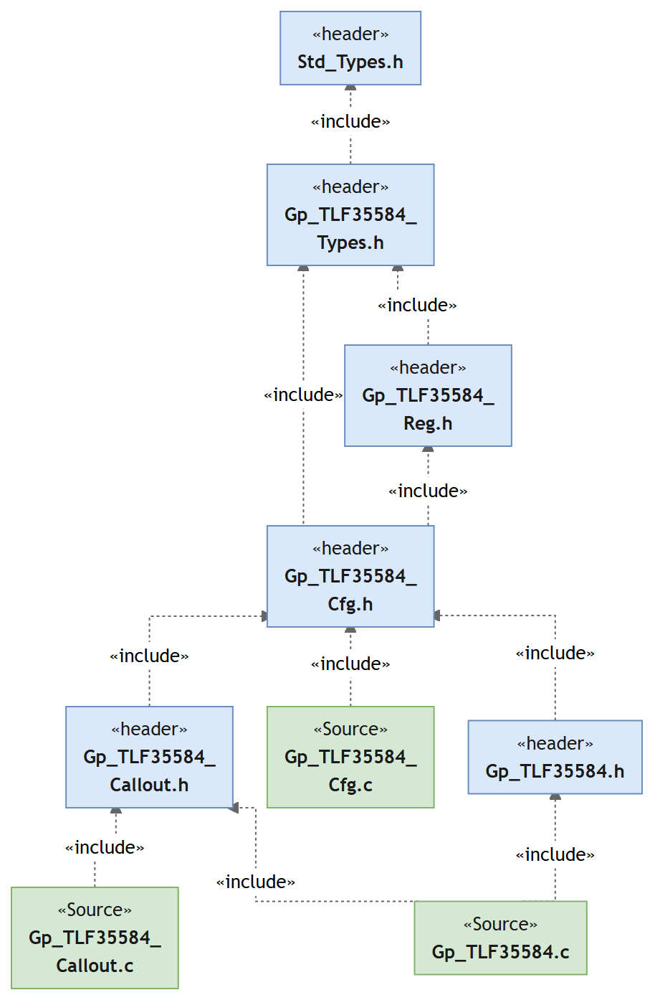 «header»
Std_Types.h
«include»
«header»
Gp_TLF35584_
Types.h
«include»
«include»
«header»
Gp_TLF35584_
Reg.h
«include»
«header»
Gp_TLF35584_
Cfg.h
«include»
«include»
«include»
«header»
Gp_TLF35584_
Callout.h
«Source»
Gp_TLF35584_
Cfg.c
«header»
Gp_TLF35584.h
«include»
«include»
«include»
«Source»
Gp_TLF35584_
Callout.c
«Source»
Gp_TLF35584.c